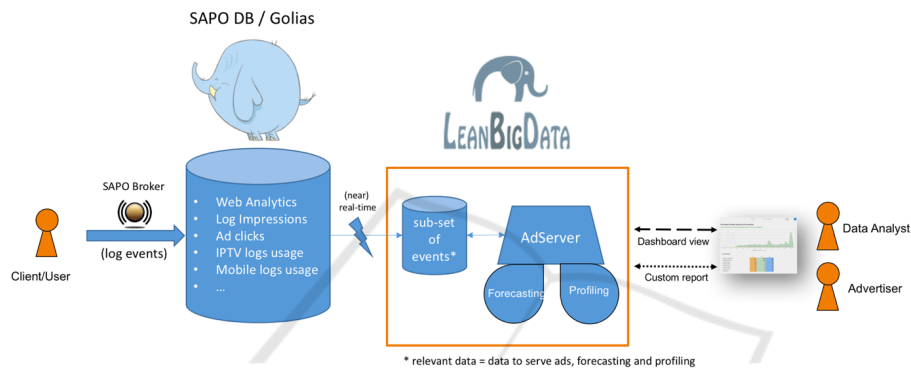 SAPO DB / Golias
LEANBIGDATA
SAPO Broker
(log events)
Client/User
• Web Analytics
• Log Impressions
• Ad clicks
• IPTV logs usage
• Mobile logs usage
• …
(near)
real-time
sub-set
of
events*
AdServer
Forecasting
Profiling
Dashboard view
Custom report
Data Analyst
Advertiser
* relevant data = data to serve ads, forecasting and profiling